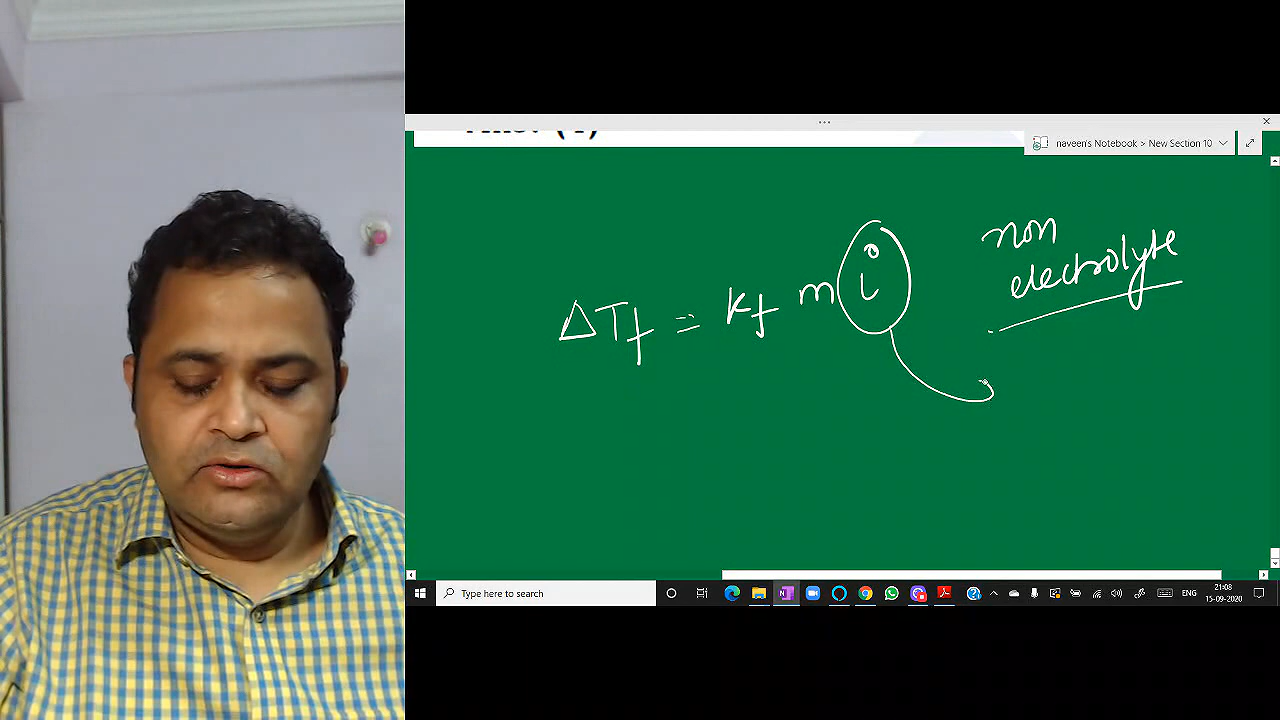 naveen's Notebook > New Section 10
non
electrolyte
ΔTf = kf m i
Type here to search
ENG
21:08
15-09-2020